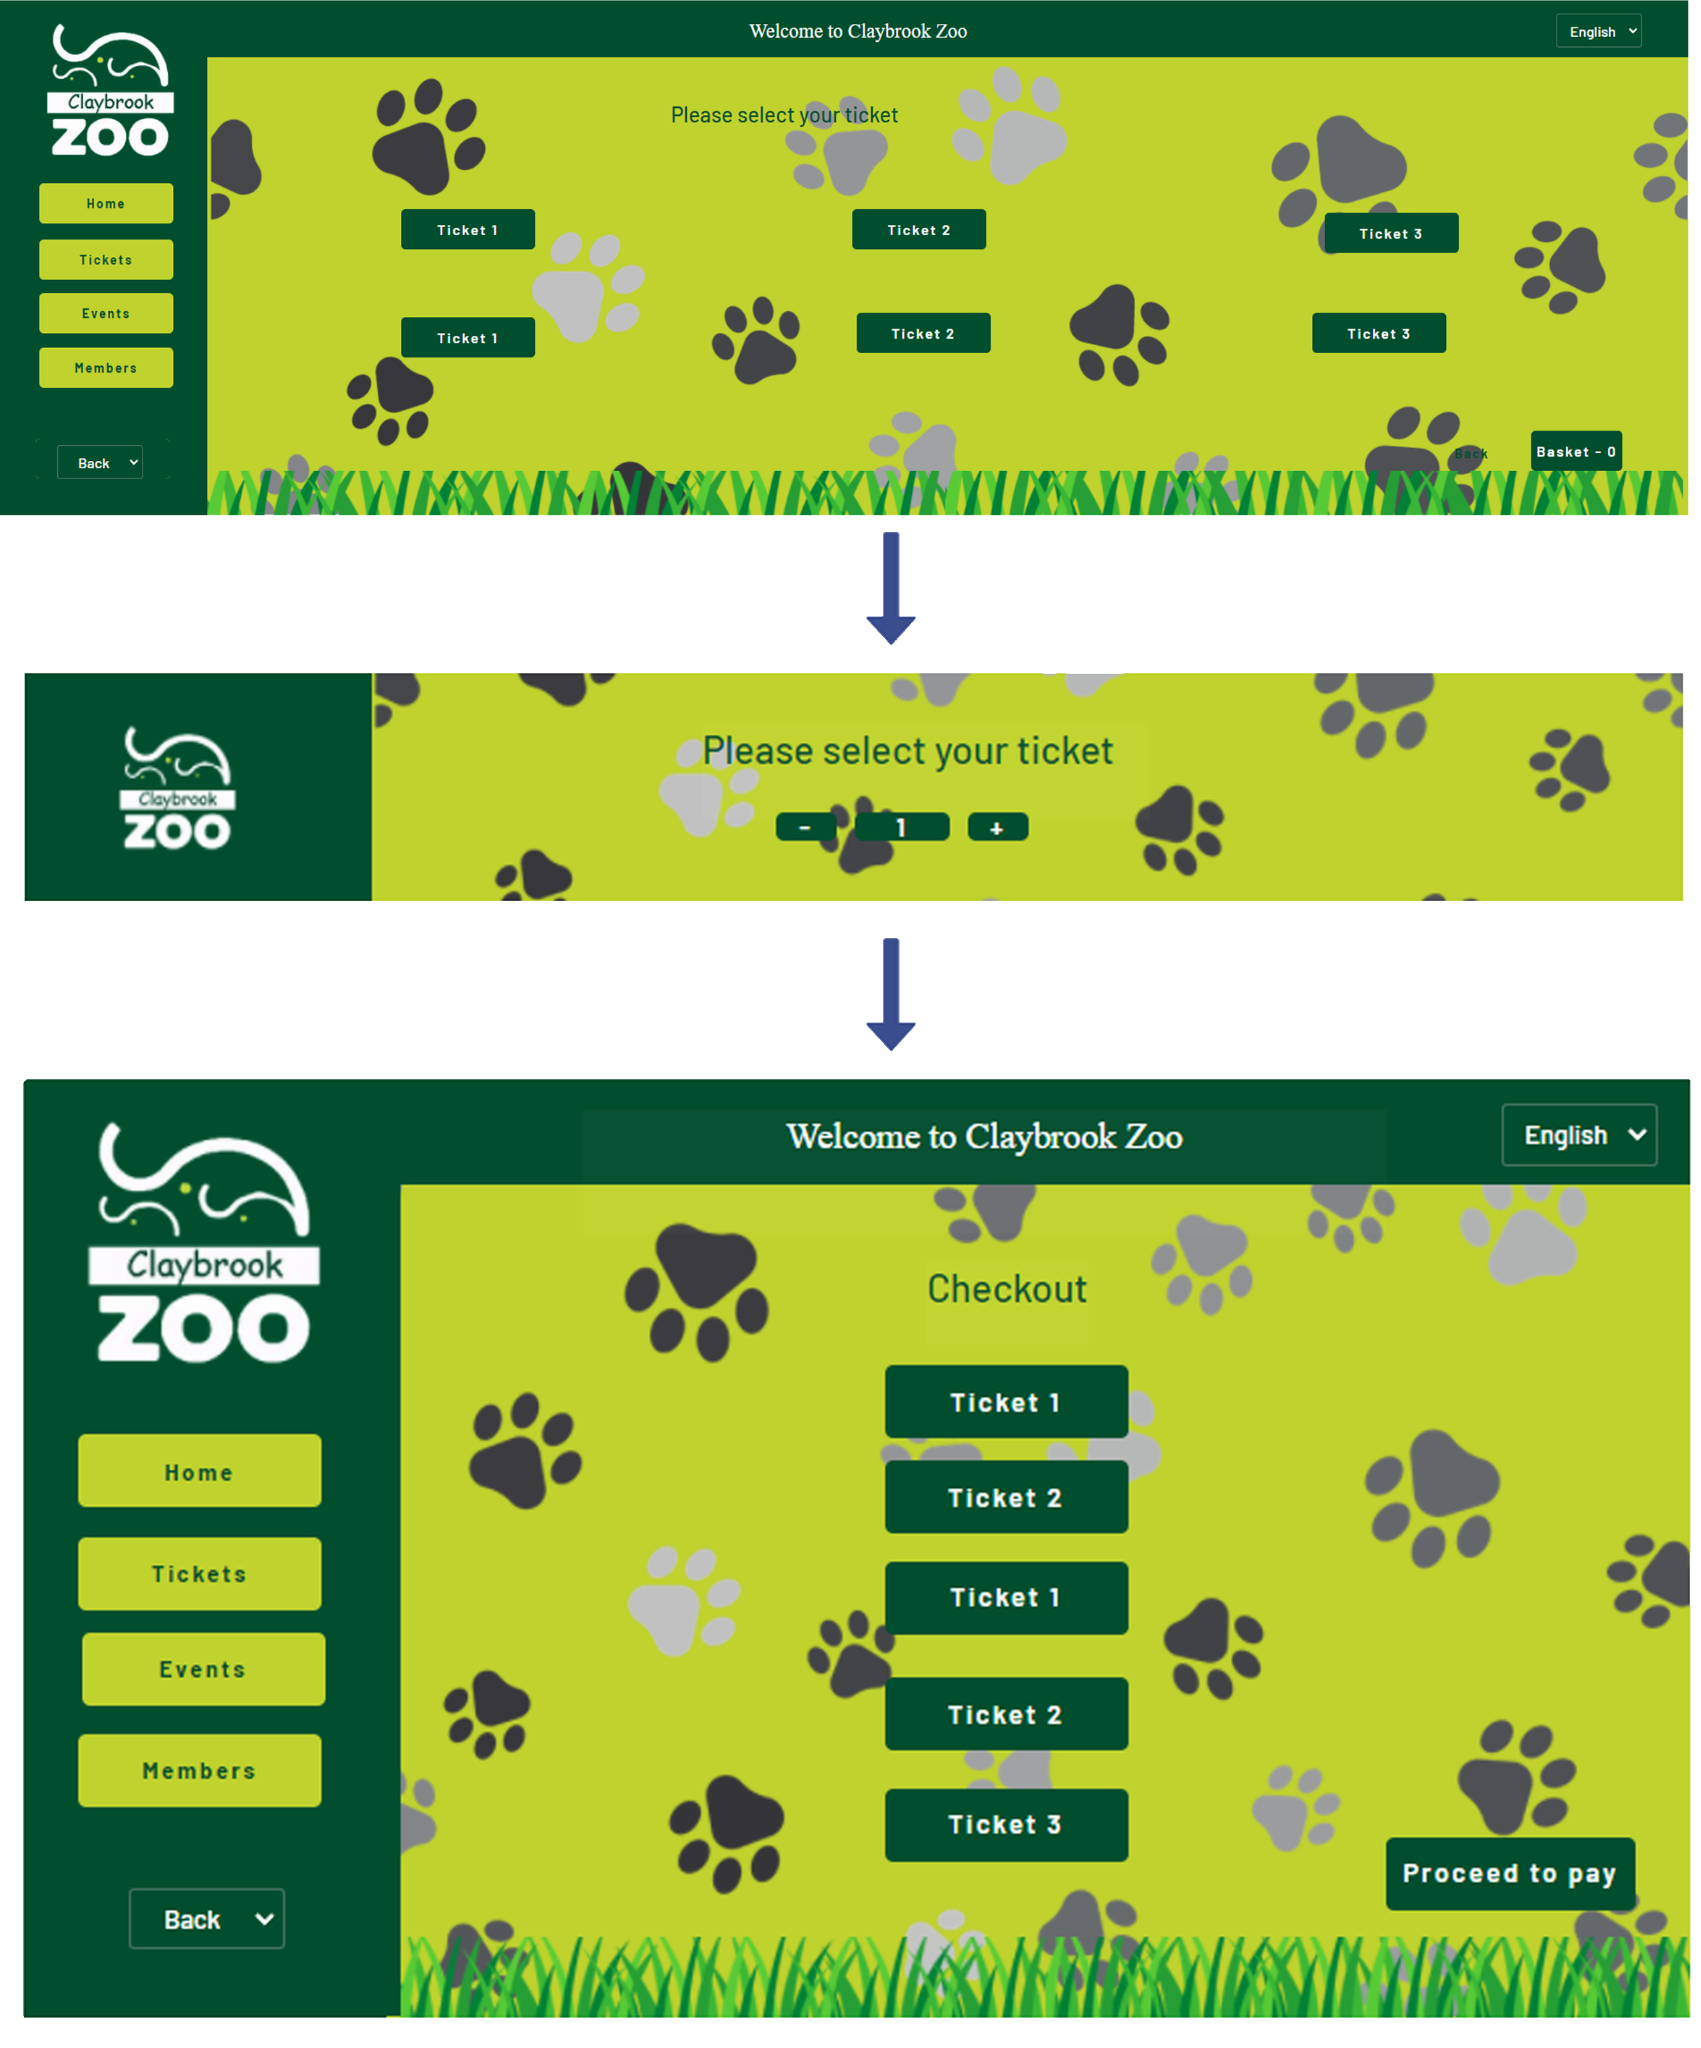 Claybrook
ZOO
Welcome to Claybrook Zoo
English
Please select your ticket
Home
Tickets
Events
Members
Back
Ticket 1
Ticket 2
Ticket 3
Ticket 1
Ticket 2
Ticket 3
Back
Basket - 0
Claybrook
ZOO
Please select your ticket
- 1 +
Claybrook
ZOO
Welcome to Claybrook Zoo
English
Home
Tickets
Events
Members
Back
Checkout
Ticket 1
Ticket 2
Ticket 1
Ticket 2
Ticket 3
Proceed to pay